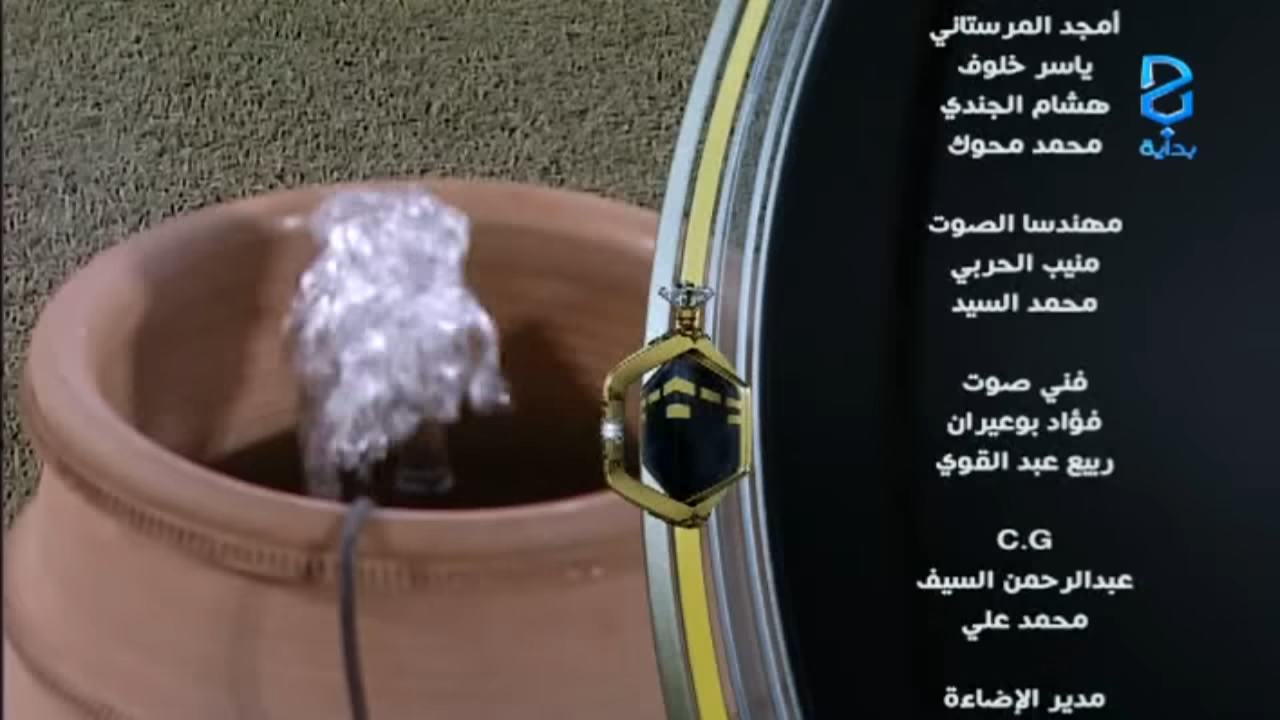 أمجد المرستاني
ياسر خلوف
هشام الجندي
محمد محوك
بداية
مهندسا الصوت
منيب الحربي
محمد السيد
فني صوت
فؤاد بوعيران
ربيع عبد القوي
C.G
عبدالرحمن السيف
محمد علي
مدير الإضاءة